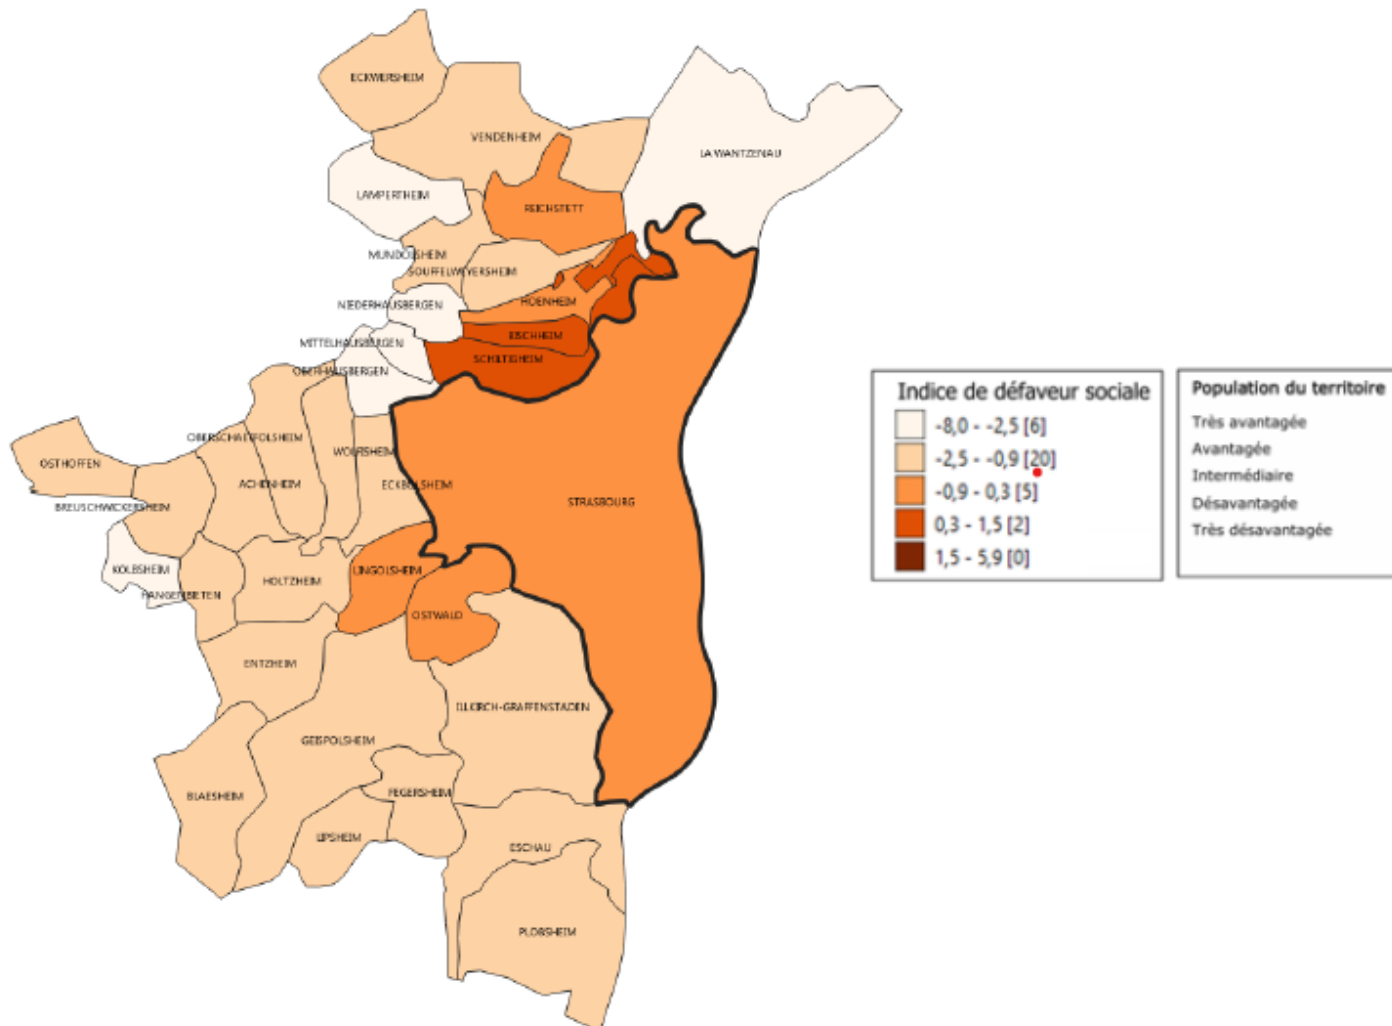 ECKWERSHEIM
VENDENHEIM
LA WANTZENAU
LAMPERTHEIM
REICHSTETT
MUNDOLSHEIM
SOUFFELWEYERSHEIM
NIEDERHAUSBERGEN
HOENHEIM
BISCHHEIM
MITTELHAUSBERGEN
SCHILTIGHEIM
OBERHAUSBERGEN
OBERSCHAEFFOLSHEIM
WOLFISHEIM
OSTHOFFEN
ACHENHEIM
ECKBOLSHEIM
STRASBOURG
BREUSCHWICKERSHEIM
KOLBSHEIM
HANGENBIETEN
HOLTZHEIM
LINGOLSHEIM
OSTWALD
ENTZHEIM
ILLKIRCH-GRAFFENSTADEN
GEISPOLSHEIM
BLAESHEIM
FEGERSHEIM
LIPSHEIM
ESCHAU
PLOBSHEIM
Indice de défaveur sociale
-8,0 - -2,5 [6]
-2,5 - -0,9 [20]
-0,9 - 0,3 [5]
0,3 - 1,5 [2]
1,5 - 5,9 [0]
Population du territoire
Très avantagée
Avantagée
Intermédiaire
Désavantagée
Très désavantagée